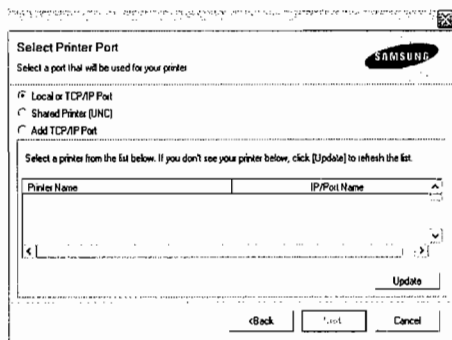 Select Printer Port
Select a port that will be used for your printer
SAMSUNG
Local or TCP/IP Port
Shared Printer (UNC)
Add TCP/IP Port
Select a printer from the list below. If you don't see your printer below, click [Update] to refresh the list.
Printer Name IP/Port Name
Update
<Back Cancel